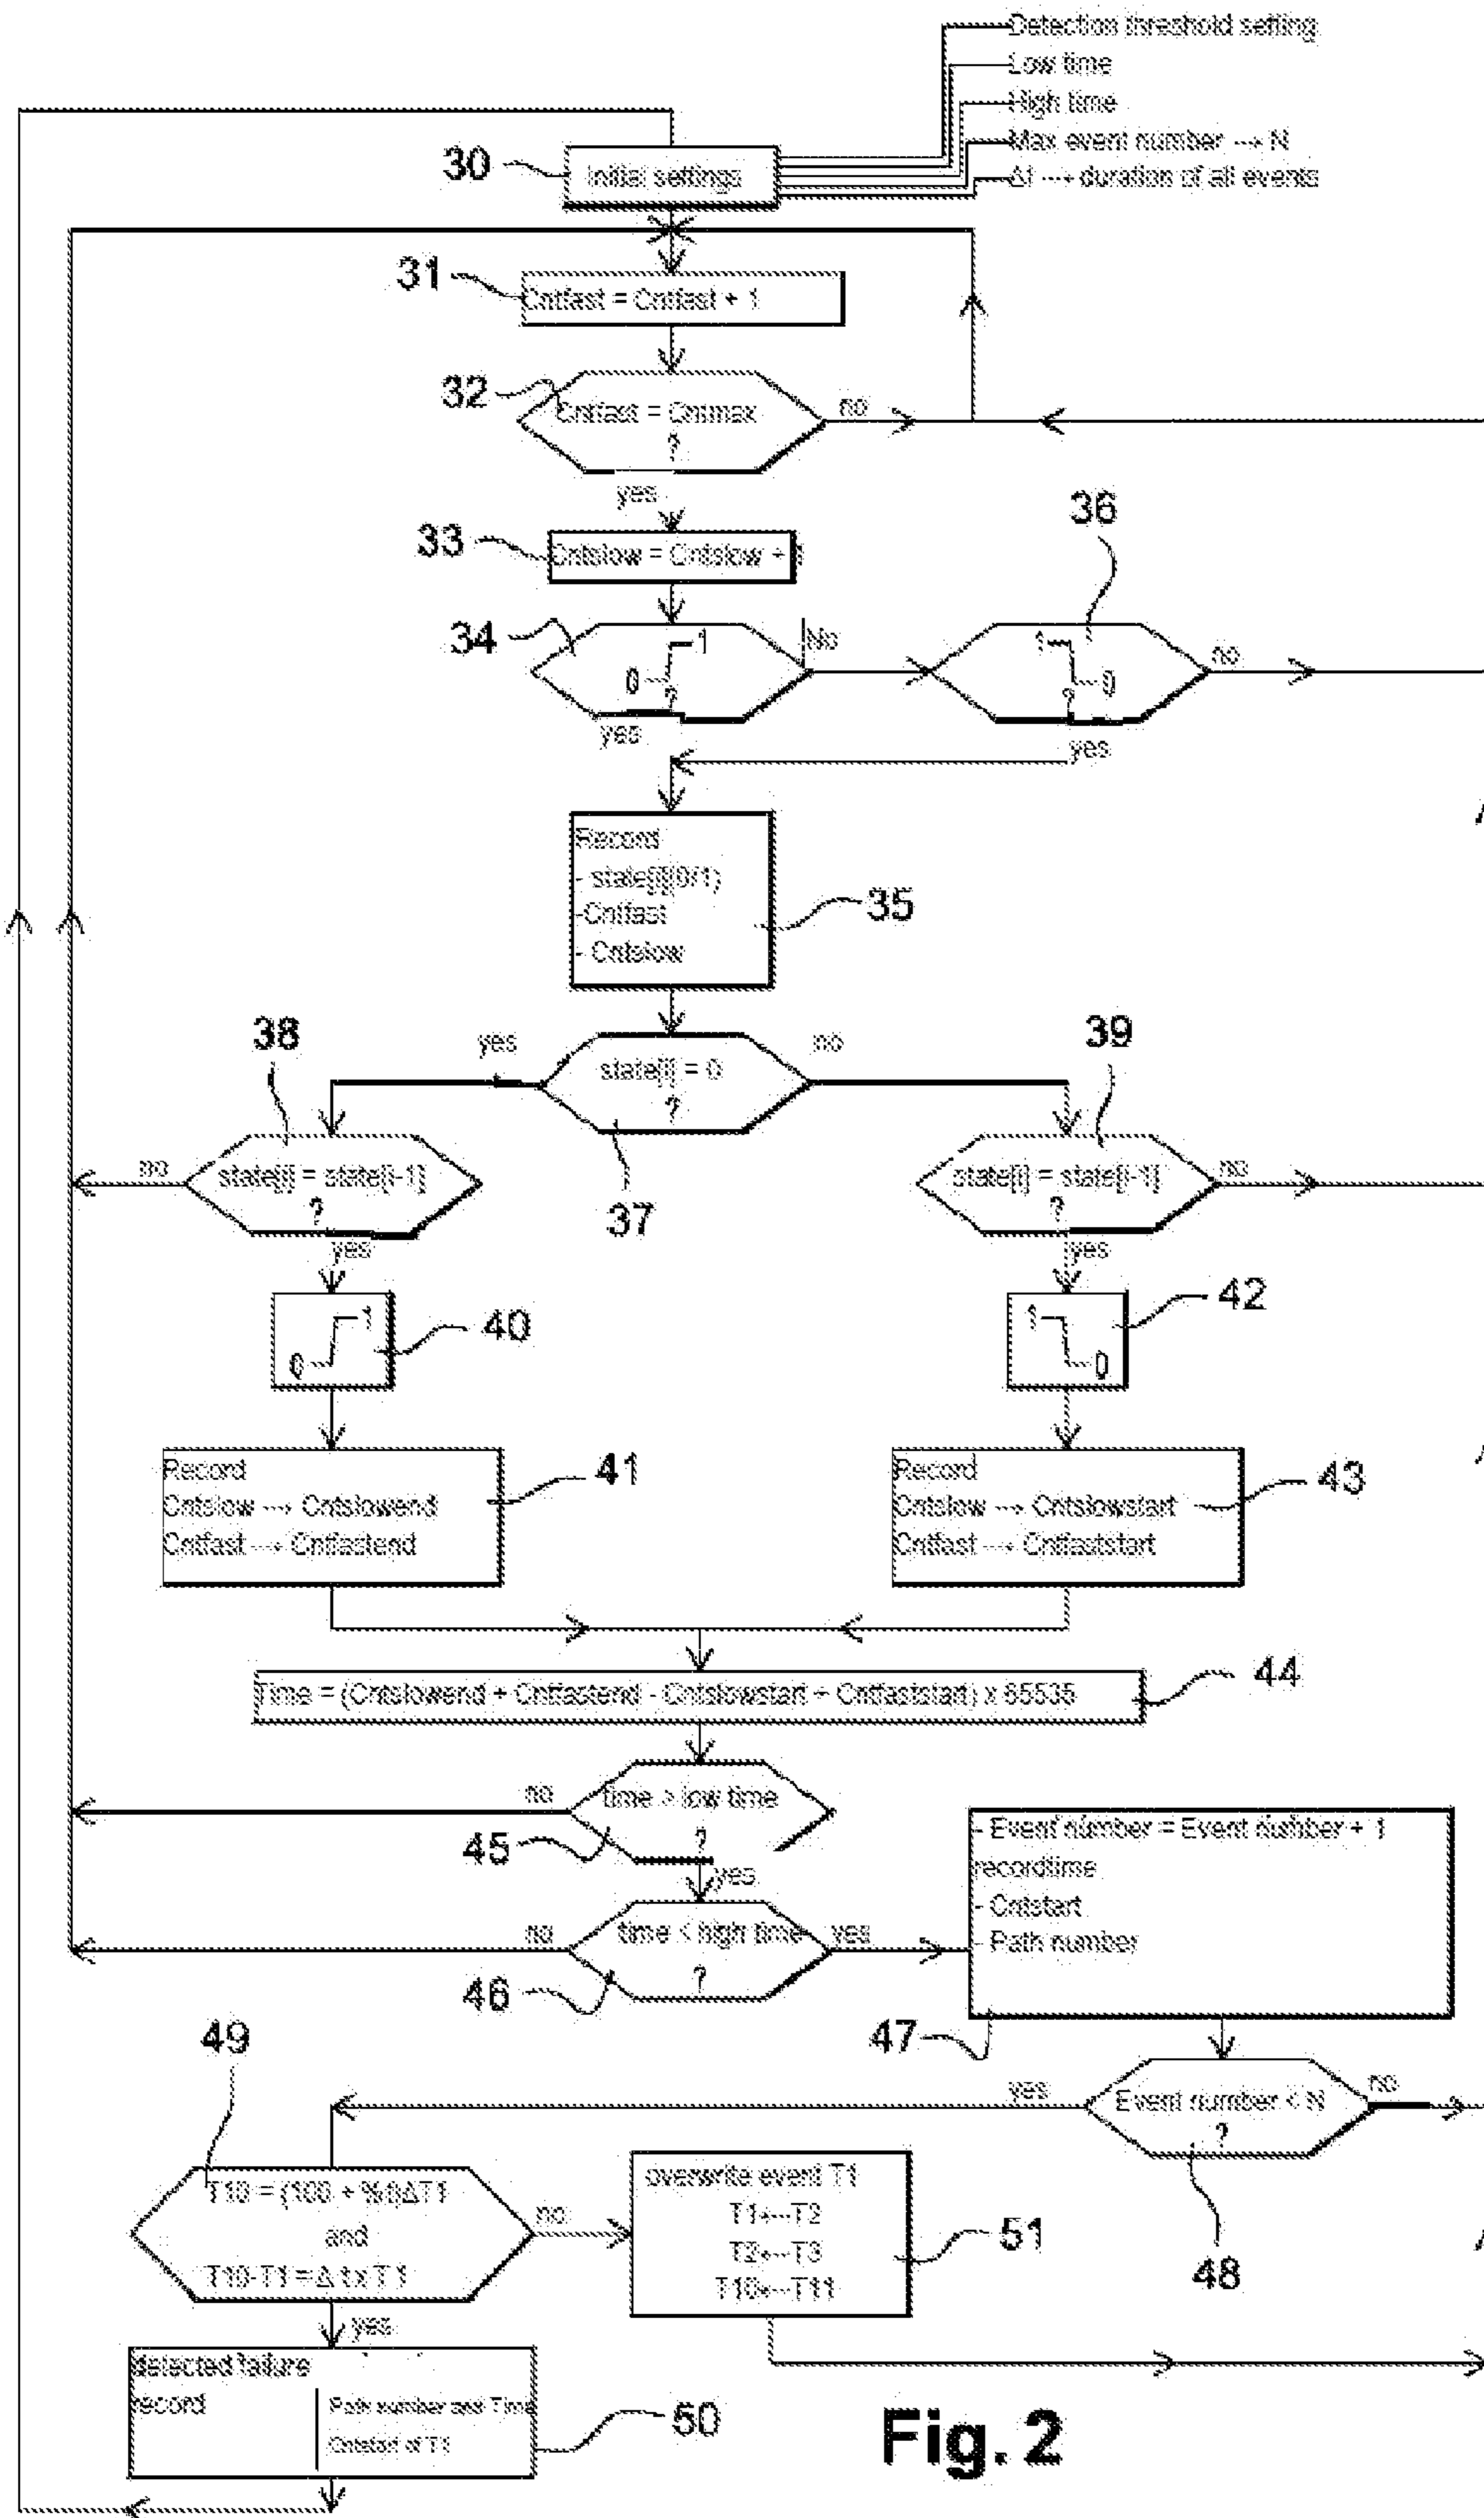 Detection threshold setting
Low time
High time
Max event number --→ N
Δt --→ duration of all events
30
Initial settings
31
Cntfast = Cntfast + 1
32
Cntfast = Cntmax
?
no
yes
33
Cntslow = Cntslow + 1
34
0 1
?
No
yes
36
1 0
?
no
yes
Record
- state[i](0/1)
-Cntfast
- Cntslow
35
yes
state[i] = 0
?
no
37
38
no
state[i] = state[i-1]
?
yes
39
state[i] = state[i-1]
?
no
yes
0 1
40
1 0
42
Record
Cntslow --→ Cntslowend
Cntfast --→ Cntfastend
41
Record
Cntslow --→ Cntslowstart
Cntfast --→ Cntfaststart
43
44
Time = (Cntslowend + Cntfastend - Cntslowstart + Cntfaststart) x 65535
no
time > low time
?
45
yes
no
time < high time
?
yes
46
- Event number = Event number + 1
recordtime
- Cntstart
- Path number
47
yes
Event number < N
?
no
48
49
T10 = (100 + %t)ΔT1
and
T10-T1 = Δ t x T1
no
yes
overwrite event T1
T1←--T2
T2←--T3
T10←--T11
51
detected failure
record
Path number and Time
Cntstart of T1
50
Fig. 2